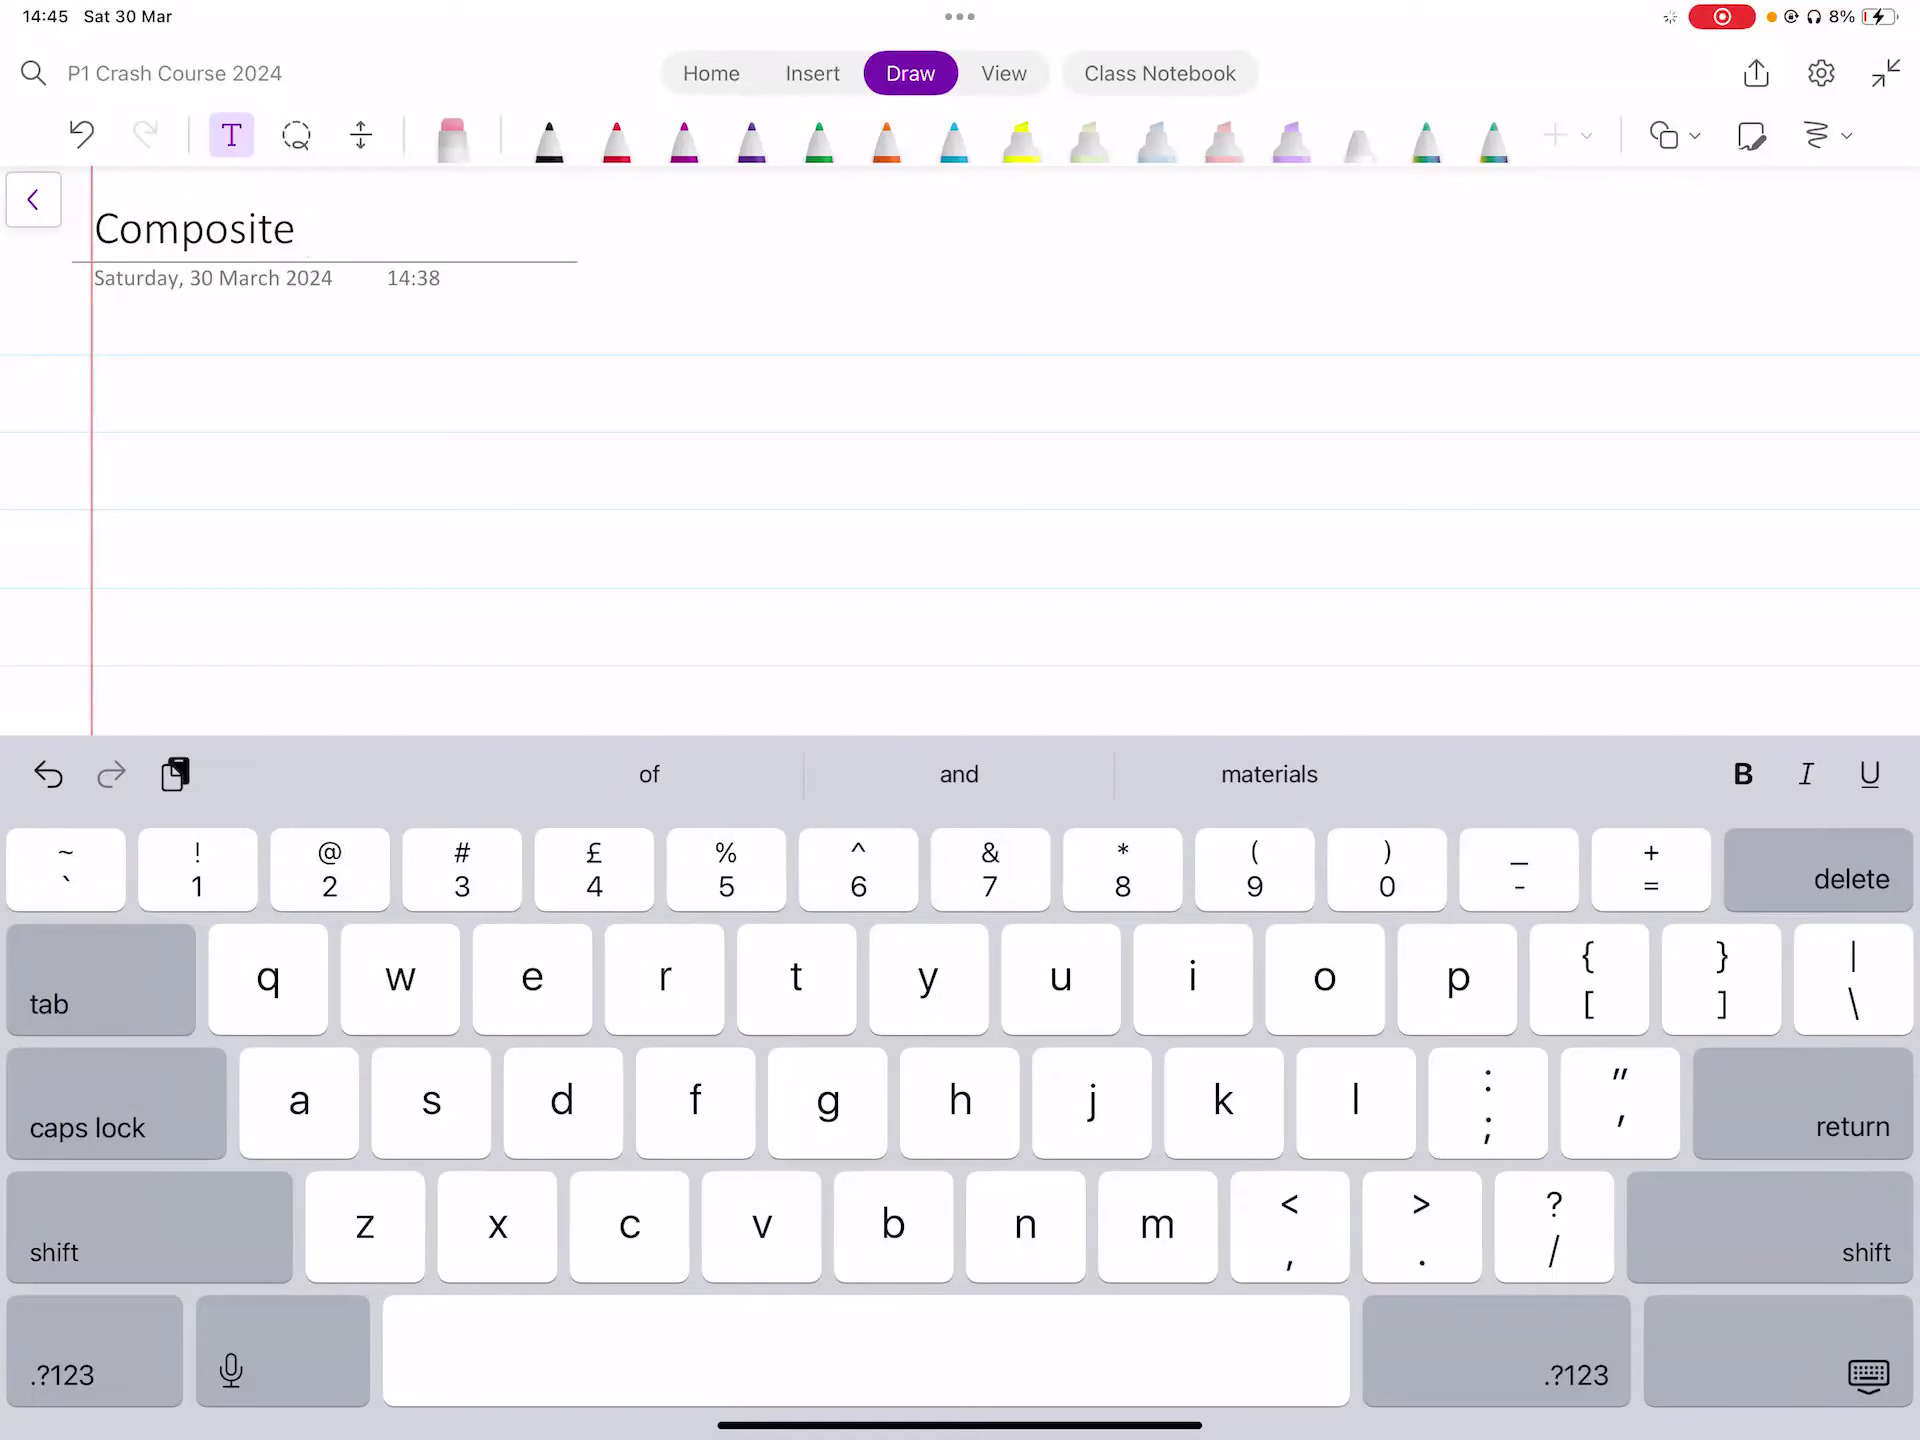 14:45 Sat 30 Mar 8%
P1 Crash Course 2024 Home Insert Draw View Class Notebook
T
Composite
Saturday, 30 March 2024 14:38
of and materials B I U
~ ! @ # £ % ^ & * ( ) _ +
` 1 2 3 4 5 6 7 8 9 0 - = delete
tab q w e r t y u i o p { [ } ] | \
caps lock a s d f g h j k l : ; " ' return
shift z x c v b n m < , > . ? / shift
.?123 .?123